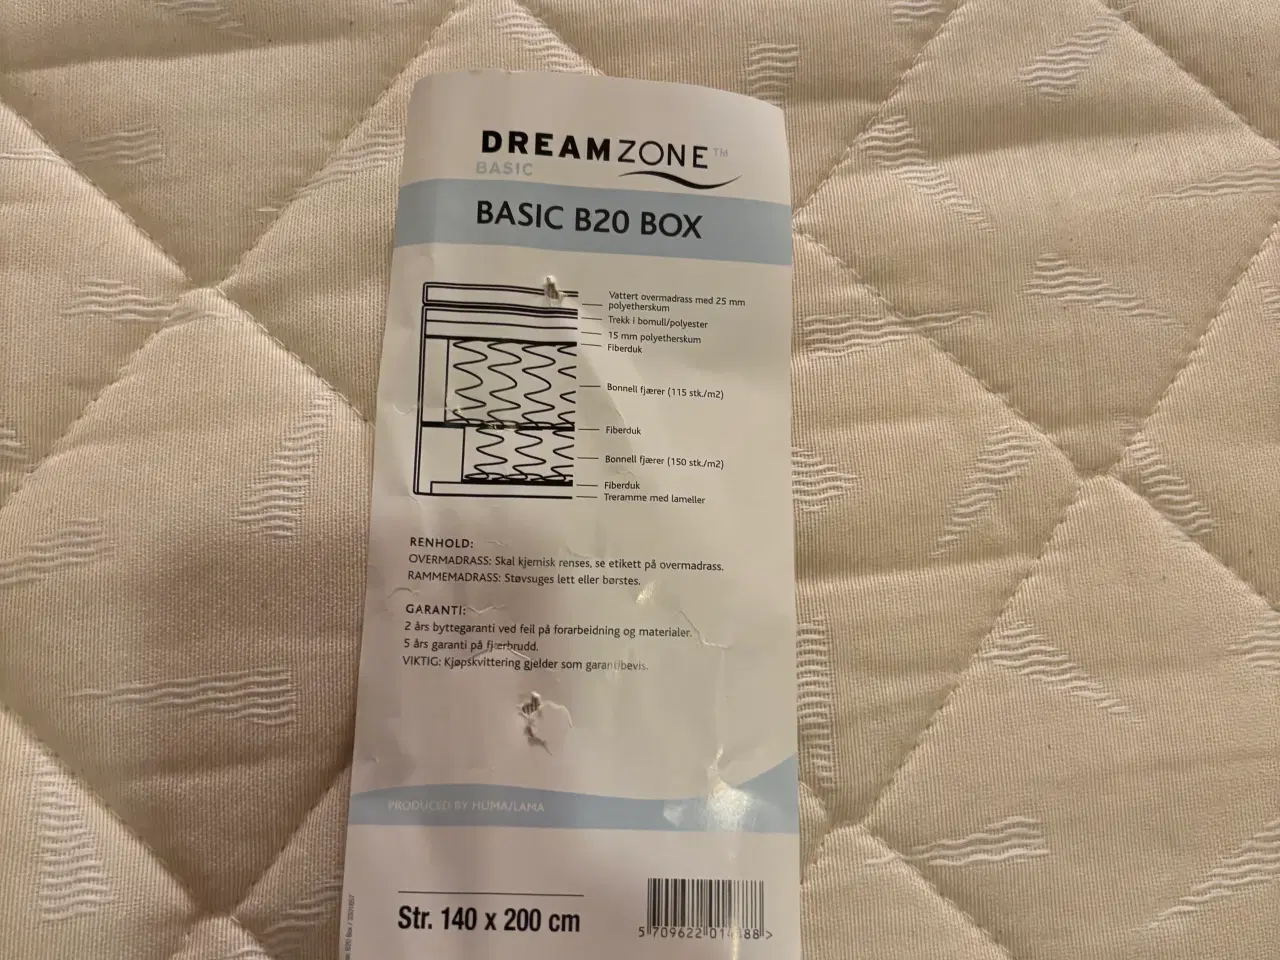 DREAMZONE™
BASIC
BASIC B20 BOX
Vattert overmadrass med 25 mm
polyetherskum
Trekk i bomull/polyester
15 mm polyetherskum
Fiberduk
Bonnell fjærer (115 stk./m2)
Fiberduk
Bonnell fjærer (150 stk./m2)
Fiberduk
Treramme med lameller
RENHOLD:
OVERMADRASS: Skal kjemisk renses, se etikett på overmadrass.
RAMMEMADRASS: Støvsuges lett eller børstes.
GARANTI:
2 års byttegaranti ved feil på forarbeidning og materialer.
5 års garanti på fjærbrudd.
VIKTIG: Kjøpskvittering gjelder som garantibevis.
PRODUCED BY HUMA/LAMA
Str. 140 x 200 cm
5 709622